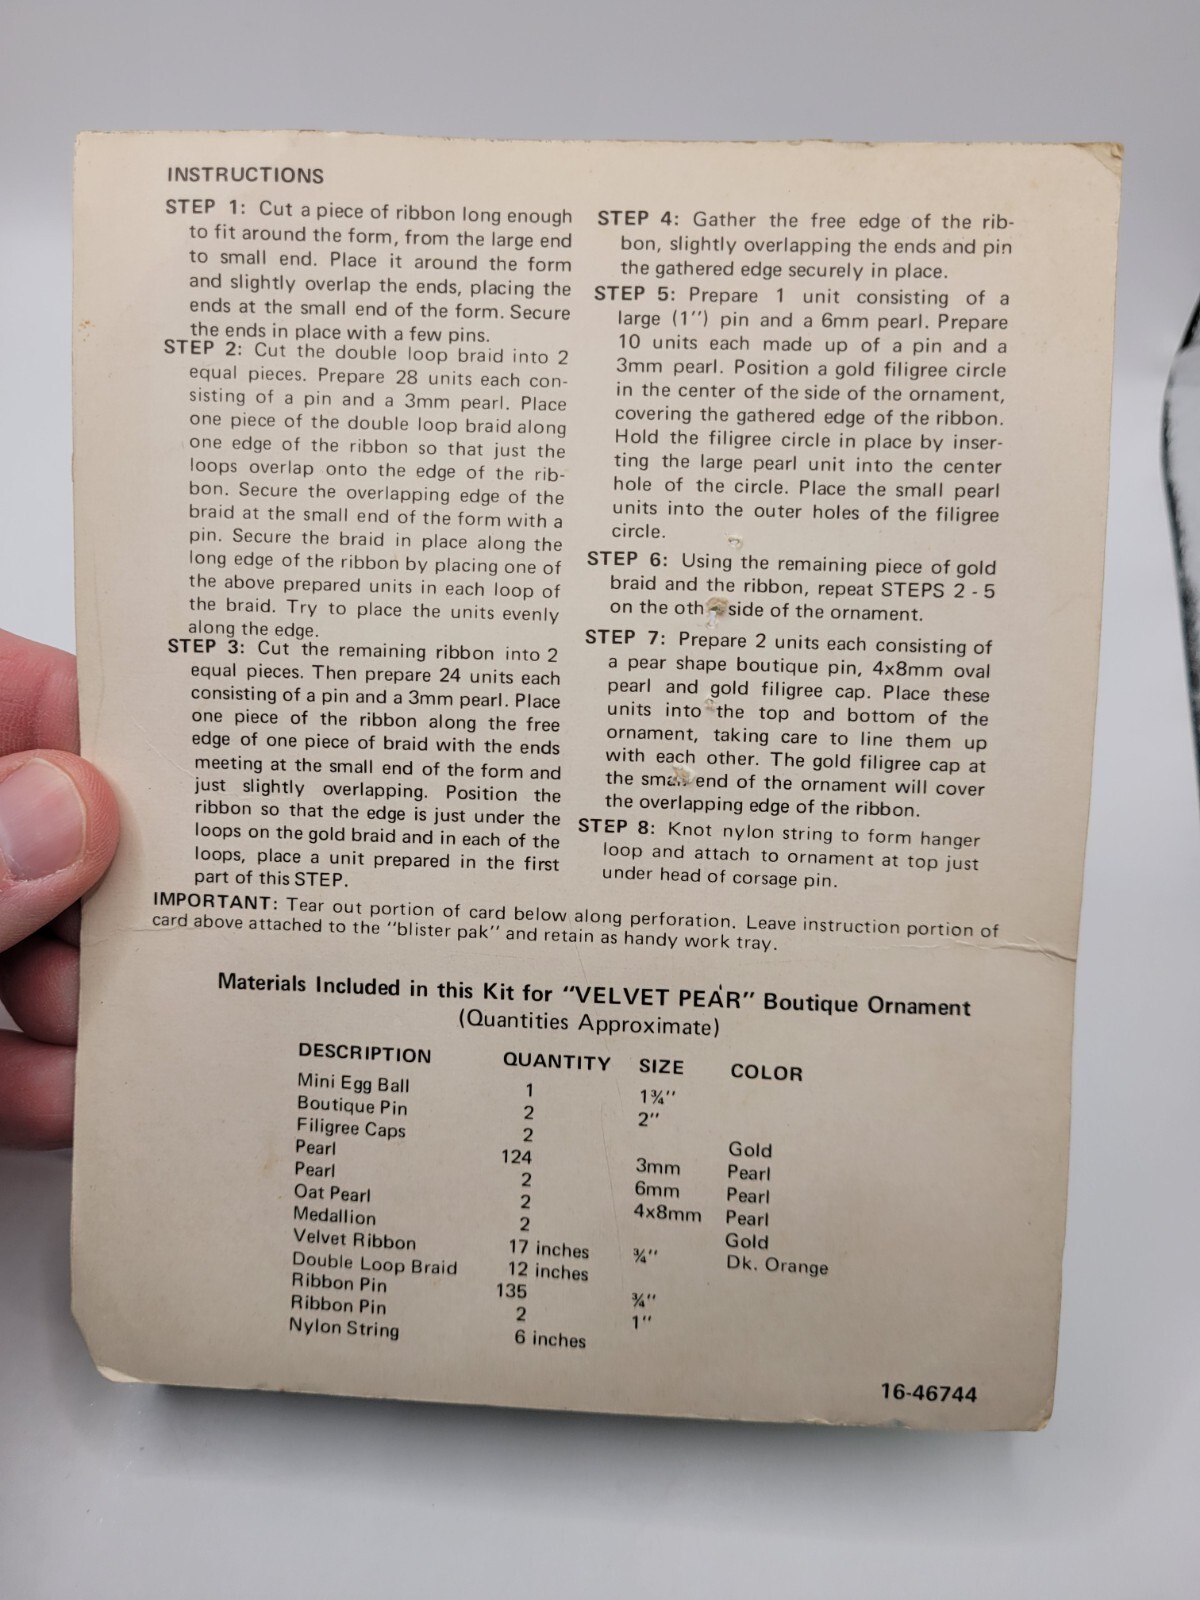 INSTRUCTIONS
STEP 1: Cut a piece of ribbon long enough
to fit around the form, from the large end
to small end. Place it around the form
and slightly overlap the ends, placing the
ends at the small end of the form. Secure
the ends in place with a few pins.
STEP 2: Cut the double loop braid into 2
equal pieces. Prepare 28 units each con-
sisting of a pin and a 3mm pearl. Place
one piece of the double loop braid along
one edge of the ribbon so that just the
loops overlap onto the edge of the rib-
bon. Secure the overlapping edge of the
braid at the small end of the form with a
pin. Secure the braid in place along the
long edge of the ribbon by placing one of
the above prepared units in each loop of
the braid. Try to place the units evenly
along the edge.
STEP 3: Cut the remaining ribbon into 2
equal pieces. Then prepare 24 units each
consisting of a pin and a 3mm pearl. Place
one piece of the ribbon along the free
edge of one piece of braid with the ends
meeting at the small end of the form and
just slightly overlapping. Position the
ribbon so that the edge is just under the
loops on the gold braid and in each of the
loops, place a unit prepared in the first
part of this STEP.
STEP 4: Gather the free edge of the rib-
bon, slightly overlapping the ends and pin
the gathered edge securely in place.
STEP 5: Prepare 1 unit consisting of a
large (1") pin and a 6mm pearl. Prepare
10 units each made up of a pin and a
3mm pearl. Position a gold filigree circle
in the center of the side of the ornament,
covering the gathered edge of the ribbon.
Hold the filigree circle in place by inser-
ting the large pearl unit into the center
hole of the circle. Place the small pearl
units into the outer holes of the filigree
circle.
STEP 6: Using the remaining piece of gold
braid and the ribbon, repeat STEPS 2 - 5
on the oth side of the ornament.
STEP 7: Prepare 2 units each consisting of
a pear shape boutique pin, 4x8mm oval
pearl and gold filigree cap. Place these
units into the top and bottom of the
ornament, taking care to line them up
with each other. The gold filigree cap at
the small end of the ornament will cover
the overlapping edge of the ribbon.
STEP 8: Knot nylon string to form hanger
loop and attach to ornament at top just
under head of corsage pin.
IMPORTANT: Tear out portion of card below along perforation. Leave instruction portion of
card above attached to the "blister pak" and retain as handy work tray.
Materials Included in this Kit for "VELVET PEAR" Boutique Ornament
(Quantities Approximate)
DESCRIPTION QUANTITY SIZE COLOR
Mini Egg Ball 1 1¾"
Boutique Pin 2 2"
Filigree Caps 2 Gold
Pearl 124 3mm Pearl
Pearl 2 6mm Pearl
Oat Pearl 2 4x8mm Pearl
Medallion 2 Gold
Velvet Ribbon 17 inches ¾" Dk. Orange
Double Loop Braid 12 inches
Ribbon Pin 135 ¾"
Ribbon Pin 2 1"
Nylon String 6 inches
16-46744